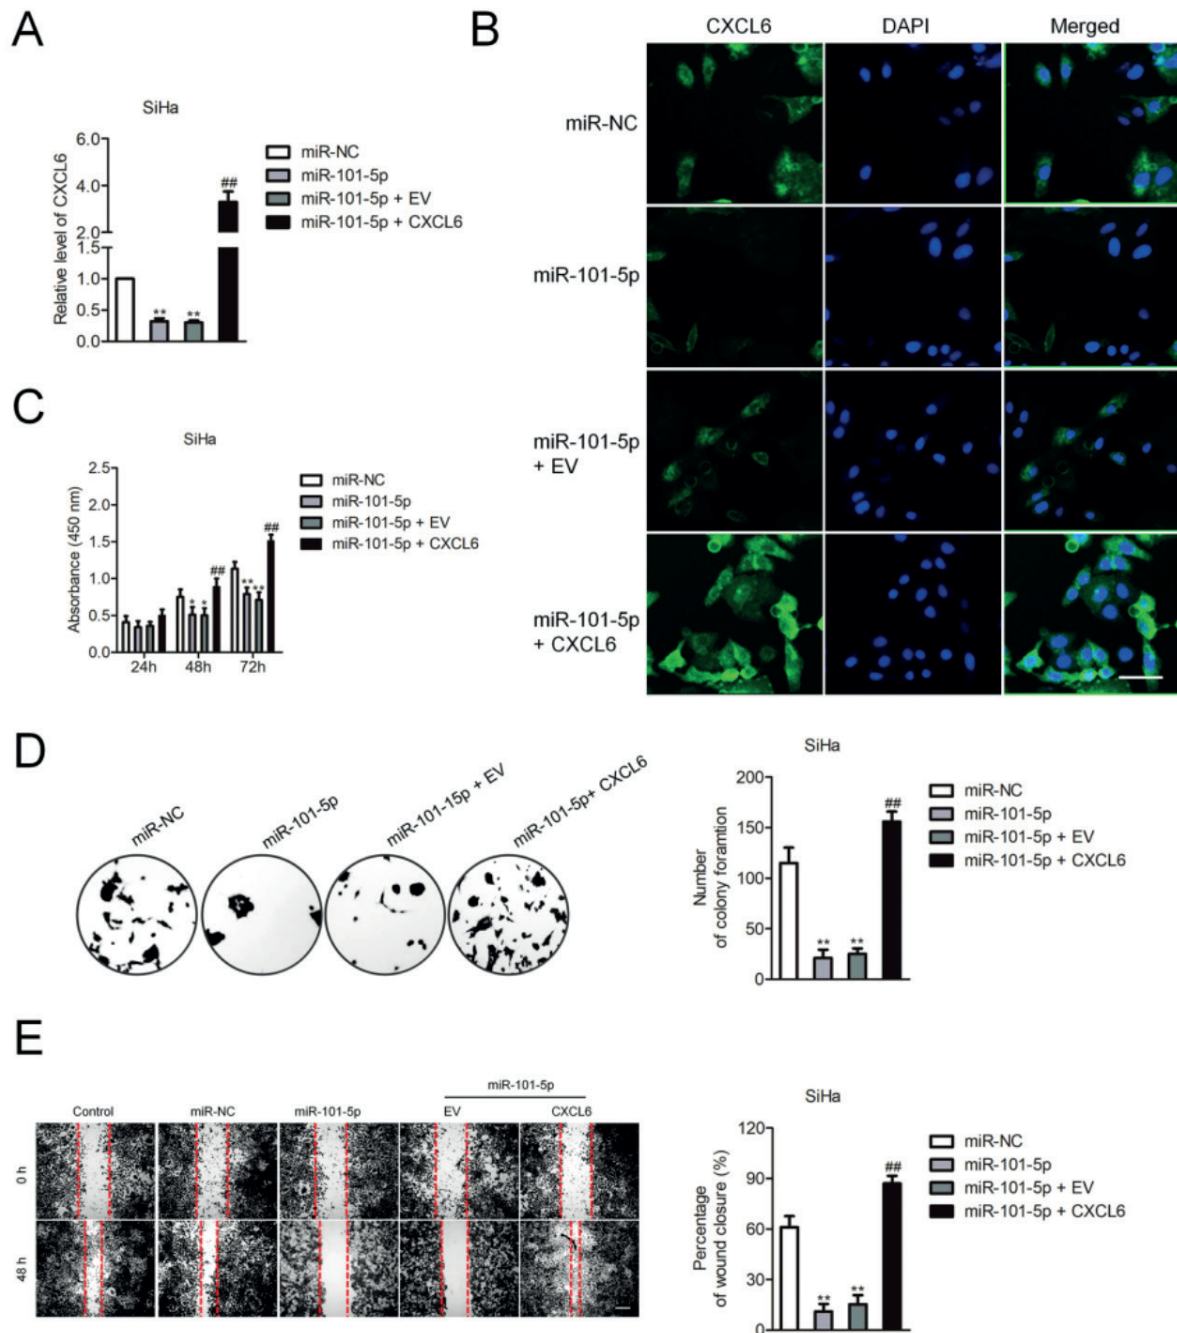 A
SiHa
Relative level of CXCL6
6.0
4.0
2.0
1.5
1.0
0.5
0.0
**
**
##
miR-NC
miR-101-5p
miR-101-5p + EV
miR-101-5p + CXCL6
B
CXCL6
DAPI
Merged
miR-NC
miR-101-5p
miR-101-5p
+ EV
miR-101-5p
+ CXCL6
C
SiHa
Absorbance (450 nm)
2.5
2.0
1.5
1.0
0.5
0.0
*
*
##
**
**
##
24h
48h
72h
miR-NC
miR-101-5p
miR-101-5p + EV
miR-101-5p + CXCL6
D
miR-NC
miR-101-5p
miR-101-15p + EV
miR-101-5p+ CXCL6
SiHa
Number
of colony foramtion
200
150
100
50
0
**
**
##
miR-NC
miR-101-5p
miR-101-5p + EV
miR-101-5p + CXCL6
E
miR-101-5p
Control
miR-NC
miR-101-5p
EV
CXCL6
0 h
48 h
SiHa
Percentage
of wound closure (%)
120
90
60
30
0
**
**
##
miR-NC
miR-101-5p
miR-101-5p + EV
miR-101-5p + CXCL6